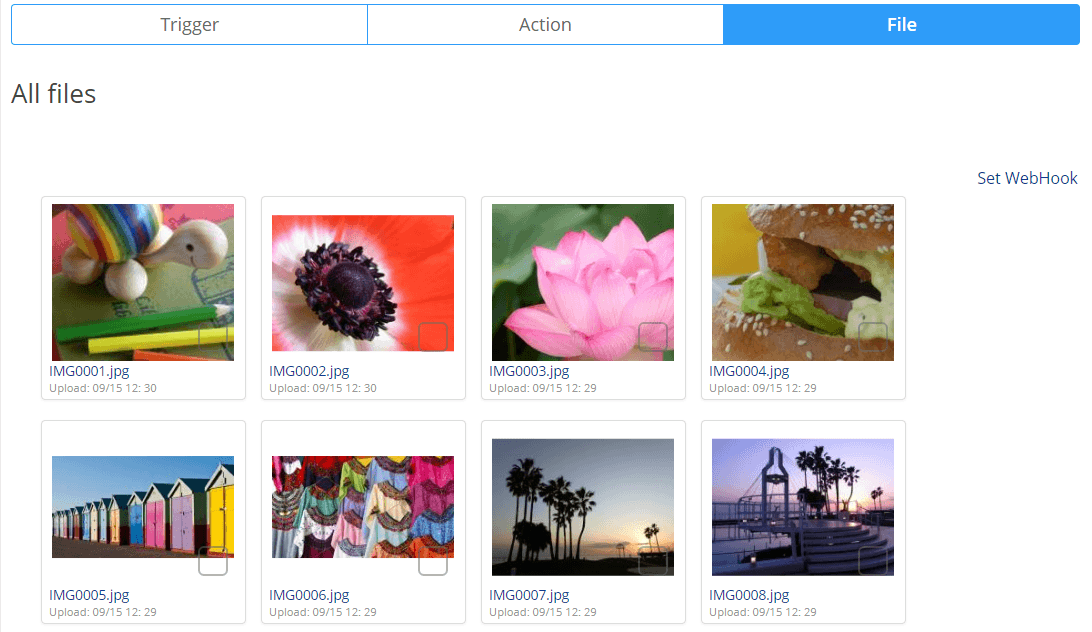 Trigger Action File
All files
Set WebHook
IMG0001.jpg IMG0002.jpg IMG0003.jpg IMG0004.jpg
Upload: 09/15 12: 30 Upload: 09/15 12: 30 Upload: 09/15 12: 29 Upload: 09/15 12: 29
IMG0005.jpg IMG0006.jpg IMG0007.jpg IMG0008.jpg
Upload: 09/15 12: 29 Upload: 09/15 12: 29 Upload: 09/15 12: 29 Upload: 09/15 12: 29